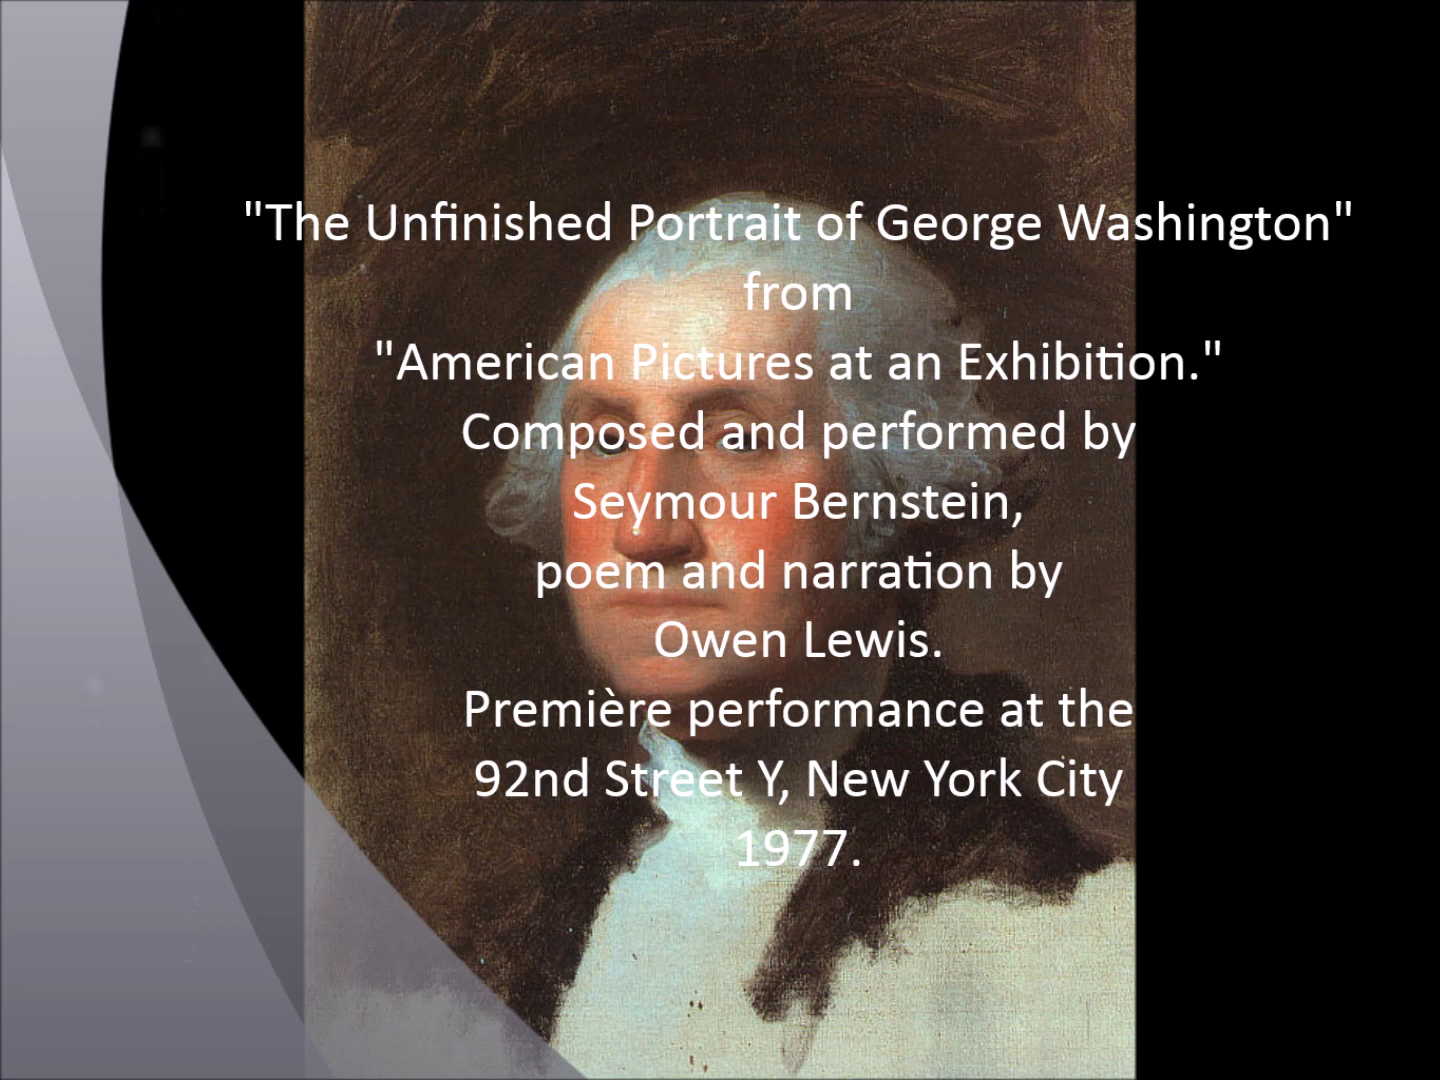 "The Unfinished Portrait of George Washington"
from
"American Pictures at an Exhibition."
Composed and performed by
Seymour Bernstein,
poem and narration by
Owen Lewis.
Première performance at the
92nd Street Y, New York City
1977.